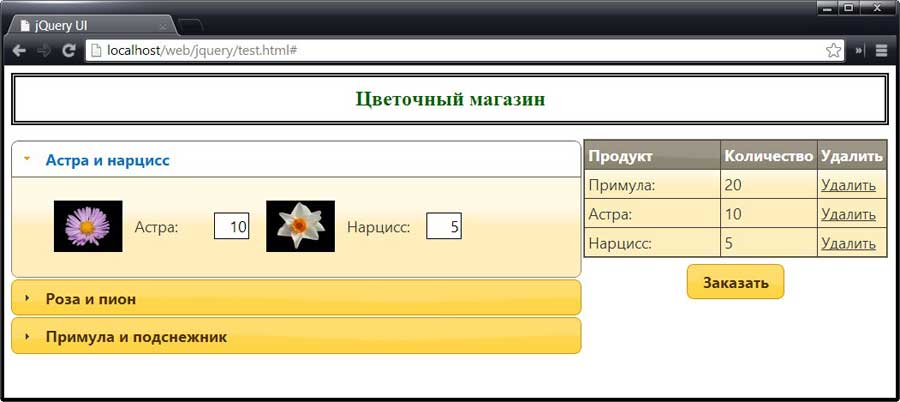 jQuery UI
localhost/web/jquery/test.html#
Цветочный магазин
Астра и нарцисс
Астра: 10 Нарцисс: 5
Роза и пион
Примула и подснежник
Продукт Количество Удалить
Примула: 20 Удалить
Астра: 10 Удалить
Нарцисс: 5 Удалить
Заказать